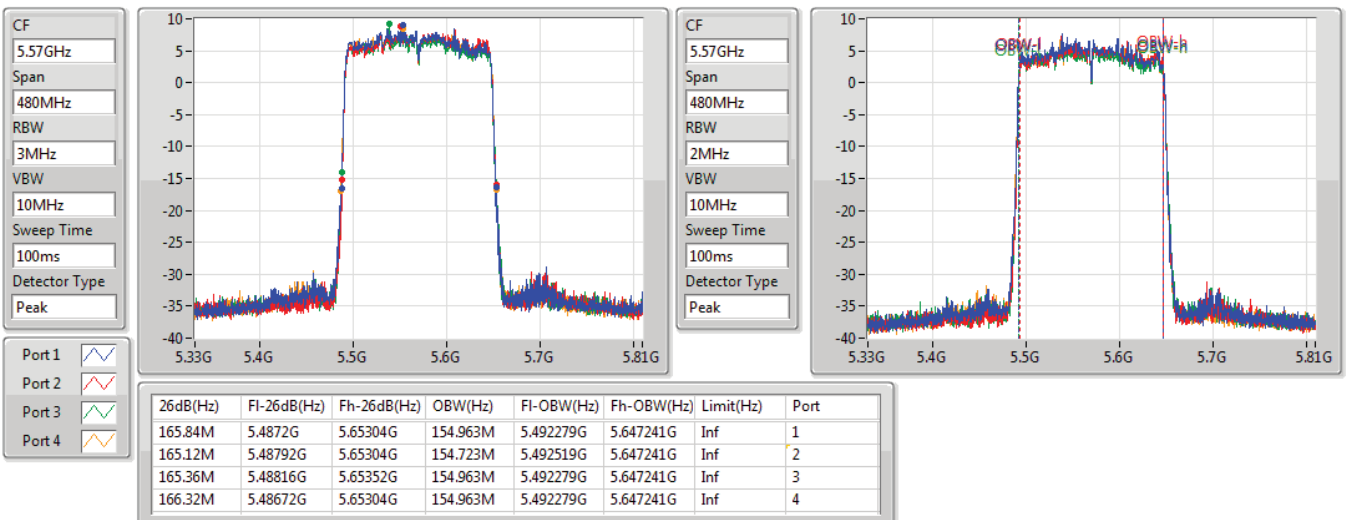 CF
5.57GHz
Span
480MHz
RBW
3MHz
VBW
10MHz
Sweep Time
100ms
Detector Type
Peak
10
5
0
-5
-10
-15
-20
-25
-30
-35
-40
5.33G 5.4G 5.5G 5.6G 5.7G 5.81G
CF
5.57GHz
Span
480MHz
RBW
2MHz
VBW
10MHz
Sweep Time
100ms
Detector Type
Peak
10
5
0
-5
-10
-15
-20
-25
-30
-35
-40
OBW-l OBW-h
5.33G 5.4G 5.5G 5.6G 5.7G 5.81G
Port 1
Port 2
Port 3
Port 4
26dB(Hz) Fl-26dB(Hz) Fh-26dB(Hz) OBW(Hz) Fl-OBW(Hz) Fh-OBW(Hz) Limit(Hz) Port
165.84M 5.4872G 5.65304G 154.963M 5.492279G 5.647241G Inf 1
165.12M 5.48792G 5.65304G 154.723M 5.492519G 5.647241G Inf 2
165.36M 5.48816G 5.65352G 154.963M 5.492279G 5.647241G Inf 3
166.32M 5.48672G 5.65304G 154.963M 5.492279G 5.647241G Inf 4